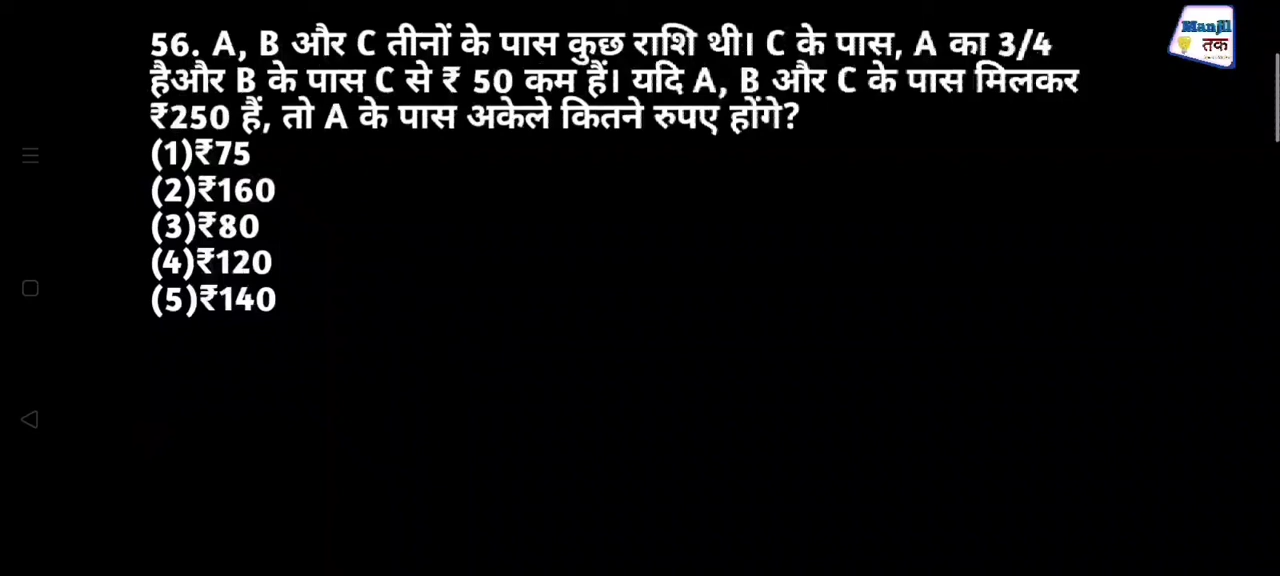 56. A, B और C तीनों के पास कुछ राशि थी। C के पास, A का 3/4
हैऔर B के पास C से ₹ 50 कम हैं। यदि A, B और C के पास मिलकर
₹250 हैं, तो A के पास अकेले कितने रुपए होंगे?
(1)₹75
(2)₹160
(3)₹80
(4)₹120
(5)₹140
Manjil
तक